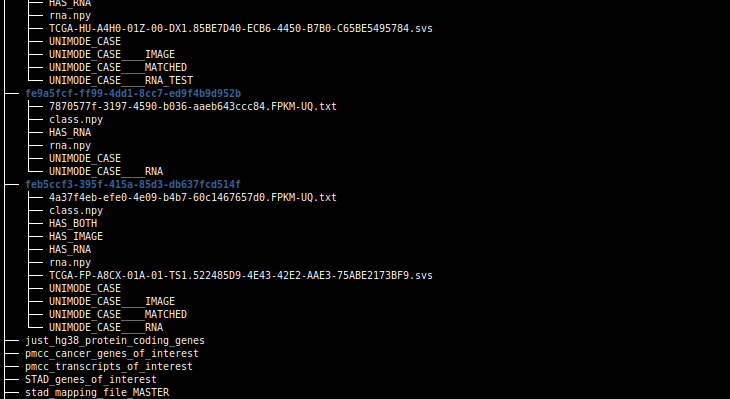 HAS_RNA
rna.npy
TCGA-HU-A4H0-01Z-00-DX1.85BE7D40-ECB6-4450-B7B0-C65BE5495784.svs
UNIMODE_CASE
UNIMODE_CASE____IMAGE
UNIMODE_CASE____MATCHED
UNIMODE_CASE____RNA_TEST
fe9a5fcf-ff99-4dd1-8cc7-ed9f4b9d952b
7870577f-3197-4590-b036-aaeb643ccc84.FPKM-UQ.txt
class.npy
HAS_RNA
rna.npy
UNIMODE_CASE
UNIMODE_CASE____RNA
feb5ccf3-395f-415a-85d3-db637fcd514f
4a37f4eb-efe0-4e09-b4b7-60c1467657d0.FPKM-UQ.txt
class.npy
HAS_BOTH
HAS_IMAGE
HAS_RNA
rna.npy
TCGA-FP-A8CX-01A-01-TS1.522485D9-4E43-42E2-AAE3-75ABE2173BF9.svs
UNIMODE_CASE
UNIMODE_CASE____IMAGE
UNIMODE_CASE____MATCHED
UNIMODE_CASE____RNA
just_hg38_protein_coding_genes
pmcc_cancer_genes_of_interest
pmcc_transcripts_of_interest
STAD_genes_of_interest
stad_mapping_file_MASTER